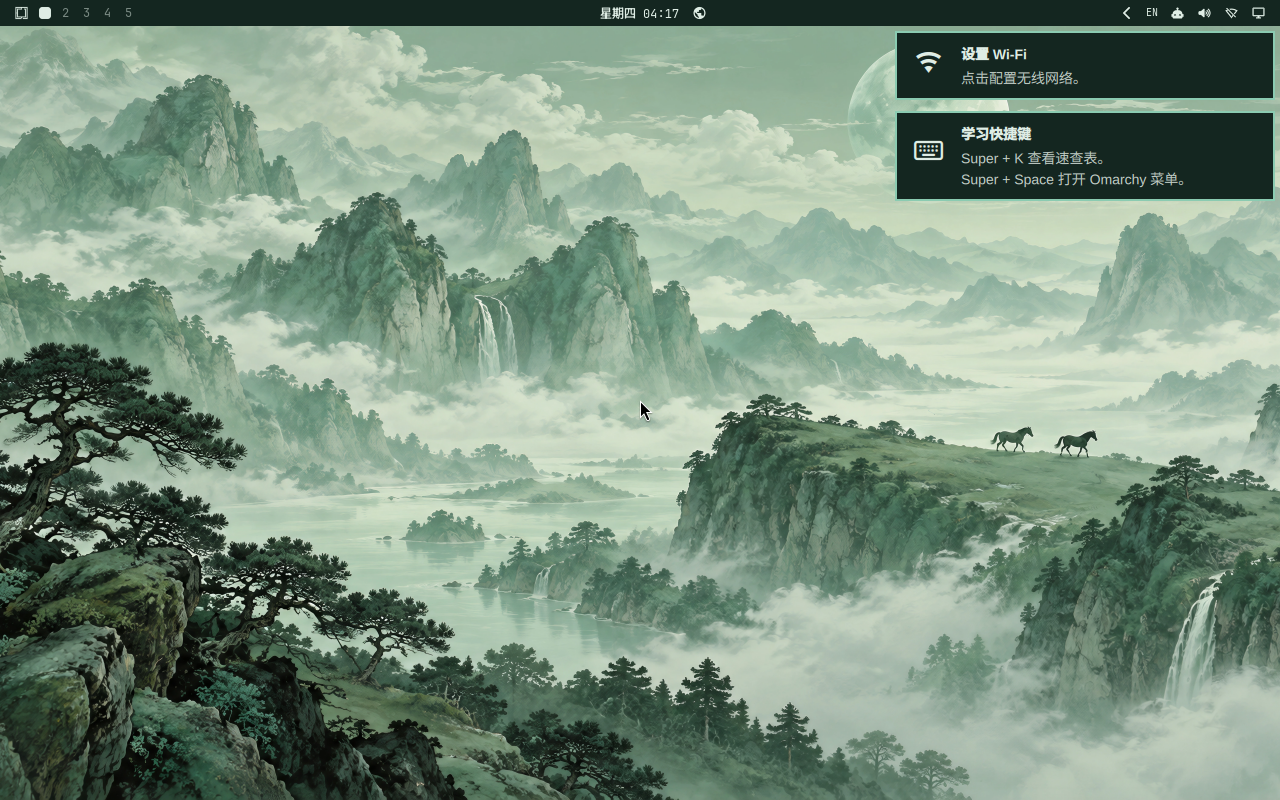 2 3 4 5
星期四 04:17
EN
设置 Wi-Fi
点击配置无线网络。
学习快捷键
Super + K 查看速查表。
Super + Space 打开 Omarchy 菜单。